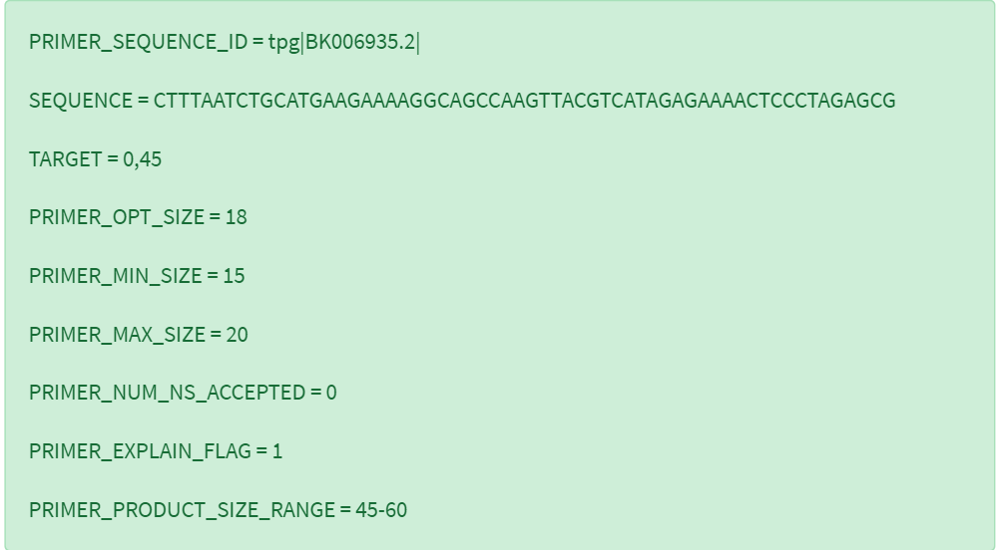 PRIMER_SEQUENCE_ID = tpg|BK006935.2|
SEQUENCE = CTTTAATCTGCATGAAGAAAAGGCAGCCAAGTTACGTCATAGAGAAAACTCCCTAGAGCG
TARGET = 0,45
PRIMER_OPT_SIZE = 18
PRIMER_MIN_SIZE = 15
PRIMER_MAX_SIZE = 20
PRIMER_NUM_NS_ACCEPTED = 0
PRIMER_EXPLAIN_FLAG = 1
PRIMER_PRODUCT_SIZE_RANGE = 45-60